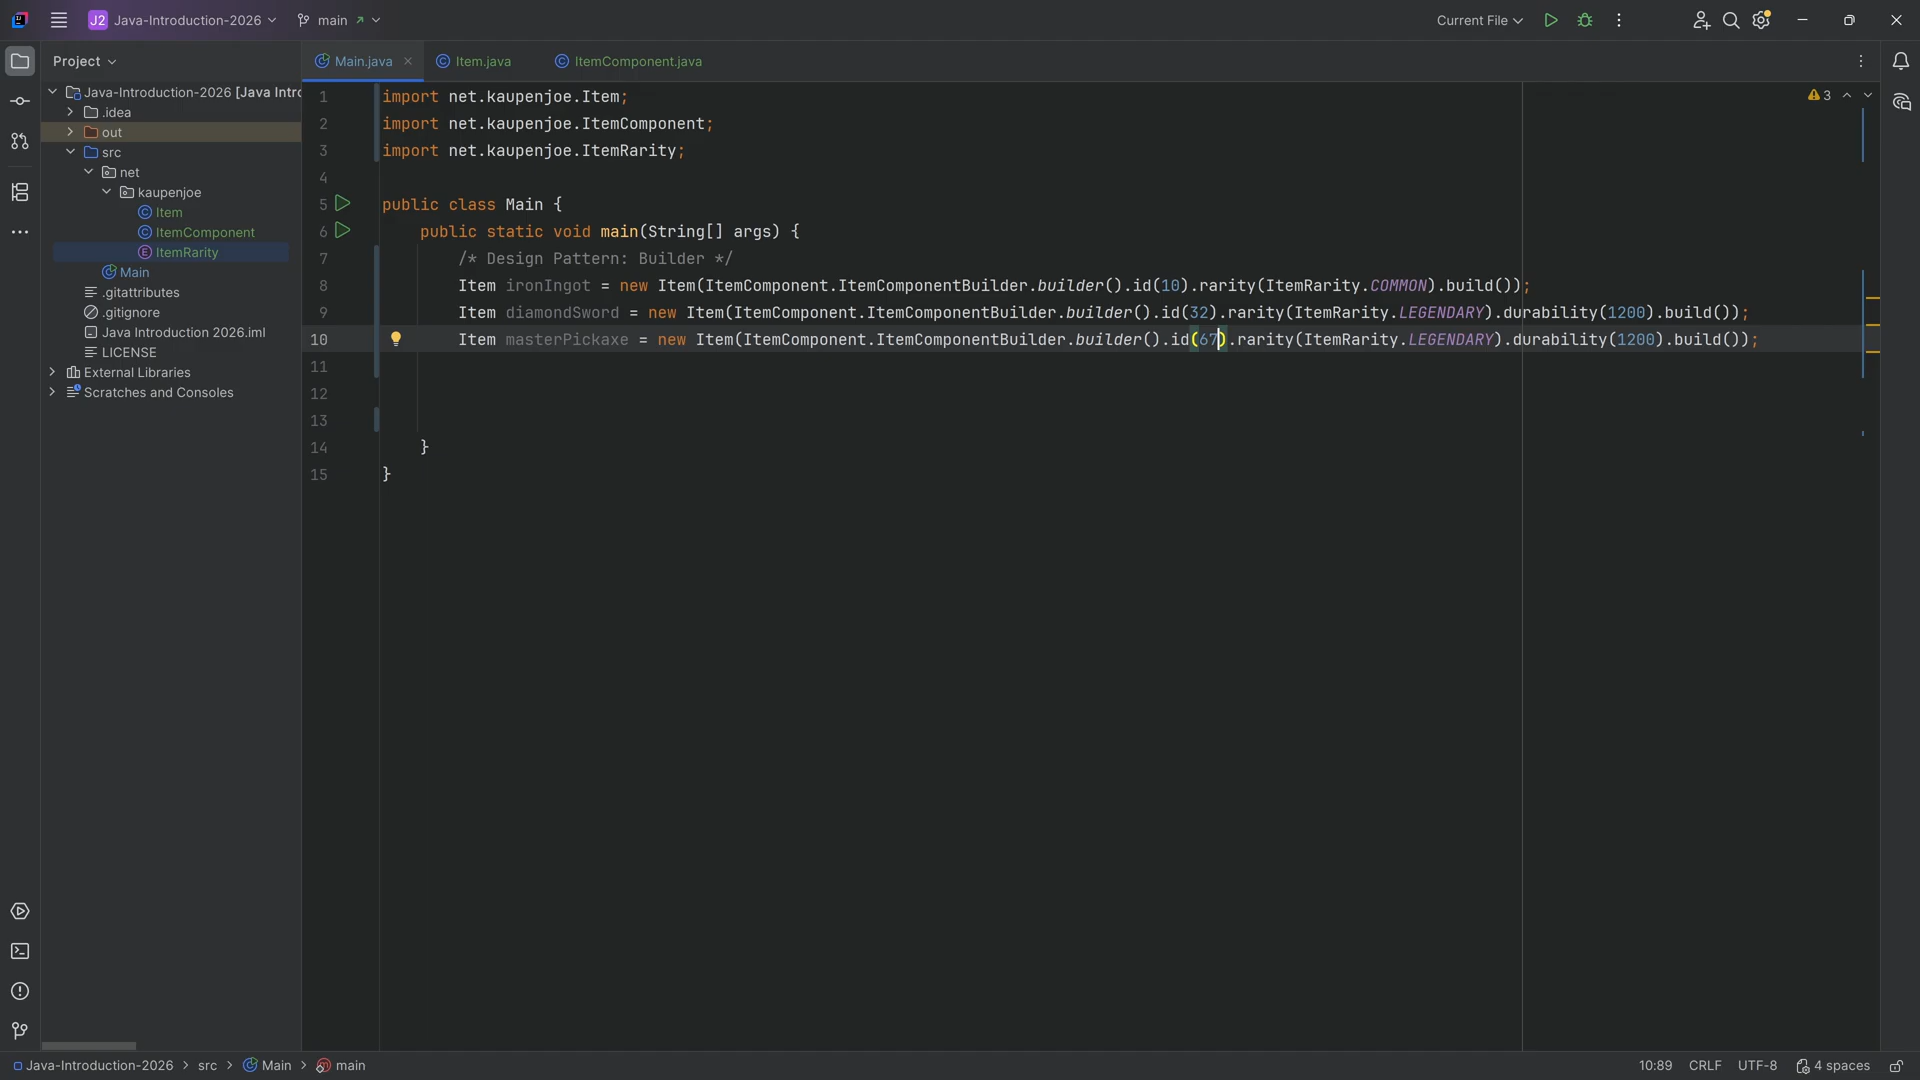 J2 Java-Introduction-2026 main Current File
Project Main.java Item.java ItemComponent.java
Java-Introduction-2026 [Java Intro
.idea
out
src
net
kaupenjoe
Item
ItemComponent
ItemRarity
Main
.gitattributes
.gitignore
Java Introduction 2026.iml
LICENSE
External Libraries
Scratches and Consoles
3
1 import net.kaupenjoe.Item;
2 import net.kaupenjoe.ItemComponent;
3 import net.kaupenjoe.ItemRarity;
4
5 public class Main {
6 public static void main(String[] args) {
7 /* Design Pattern: Builder */
8 Item ironIngot = new Item(ItemComponent.ItemComponentBuilder.builder().id(10).rarity(ItemRarity.COMMON).build());
9 Item diamondSword = new Item(ItemComponent.ItemComponentBuilder.builder().id(32).rarity(ItemRarity.LEGENDARY).durability(1200).build());
10 Item masterPickaxe = new Item(ItemComponent.ItemComponentBuilder.builder().id(67).rarity(ItemRarity.LEGENDARY).durability(1200).build());
11
12
13
14 }
15 }
Java-Introduction-2026 > src > Main > main 10:89 CRLF UTF-8 4 spaces